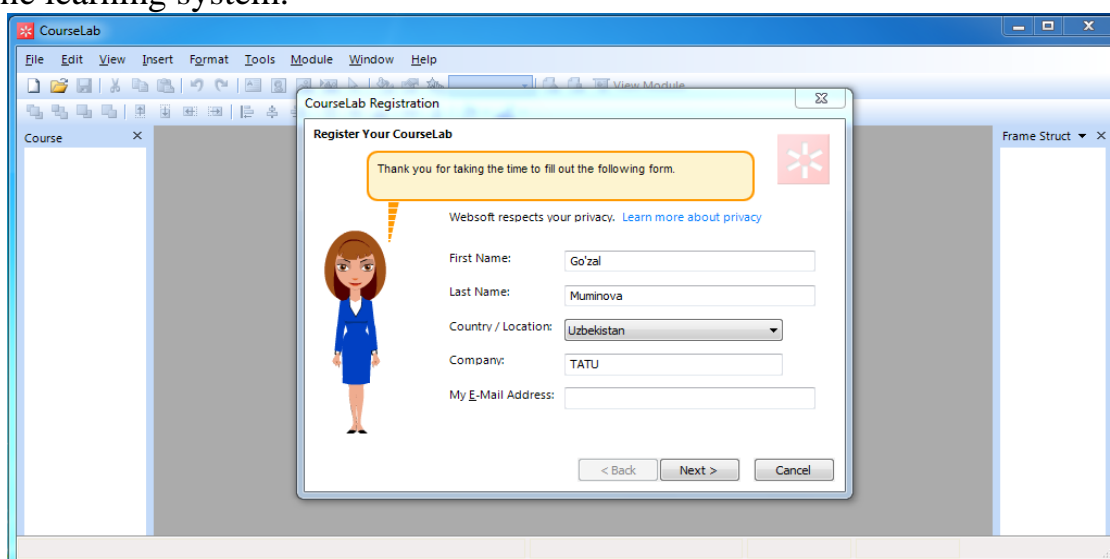 ne learning system.
CourseLab
File Edit View Insert Format Tools Module Window Help
View Module
CourseLab Registration
Course
Frame Struct
Register Your CourseLab
Thank you for taking the time to fill out the following form.
Websoft respects your privacy. Learn more about privacy
First Name: Go'zal
Last Name: Muminova
Country / Location: Uzbekistan
Company: TATU
My E-Mail Address:
< Back Next > Cancel